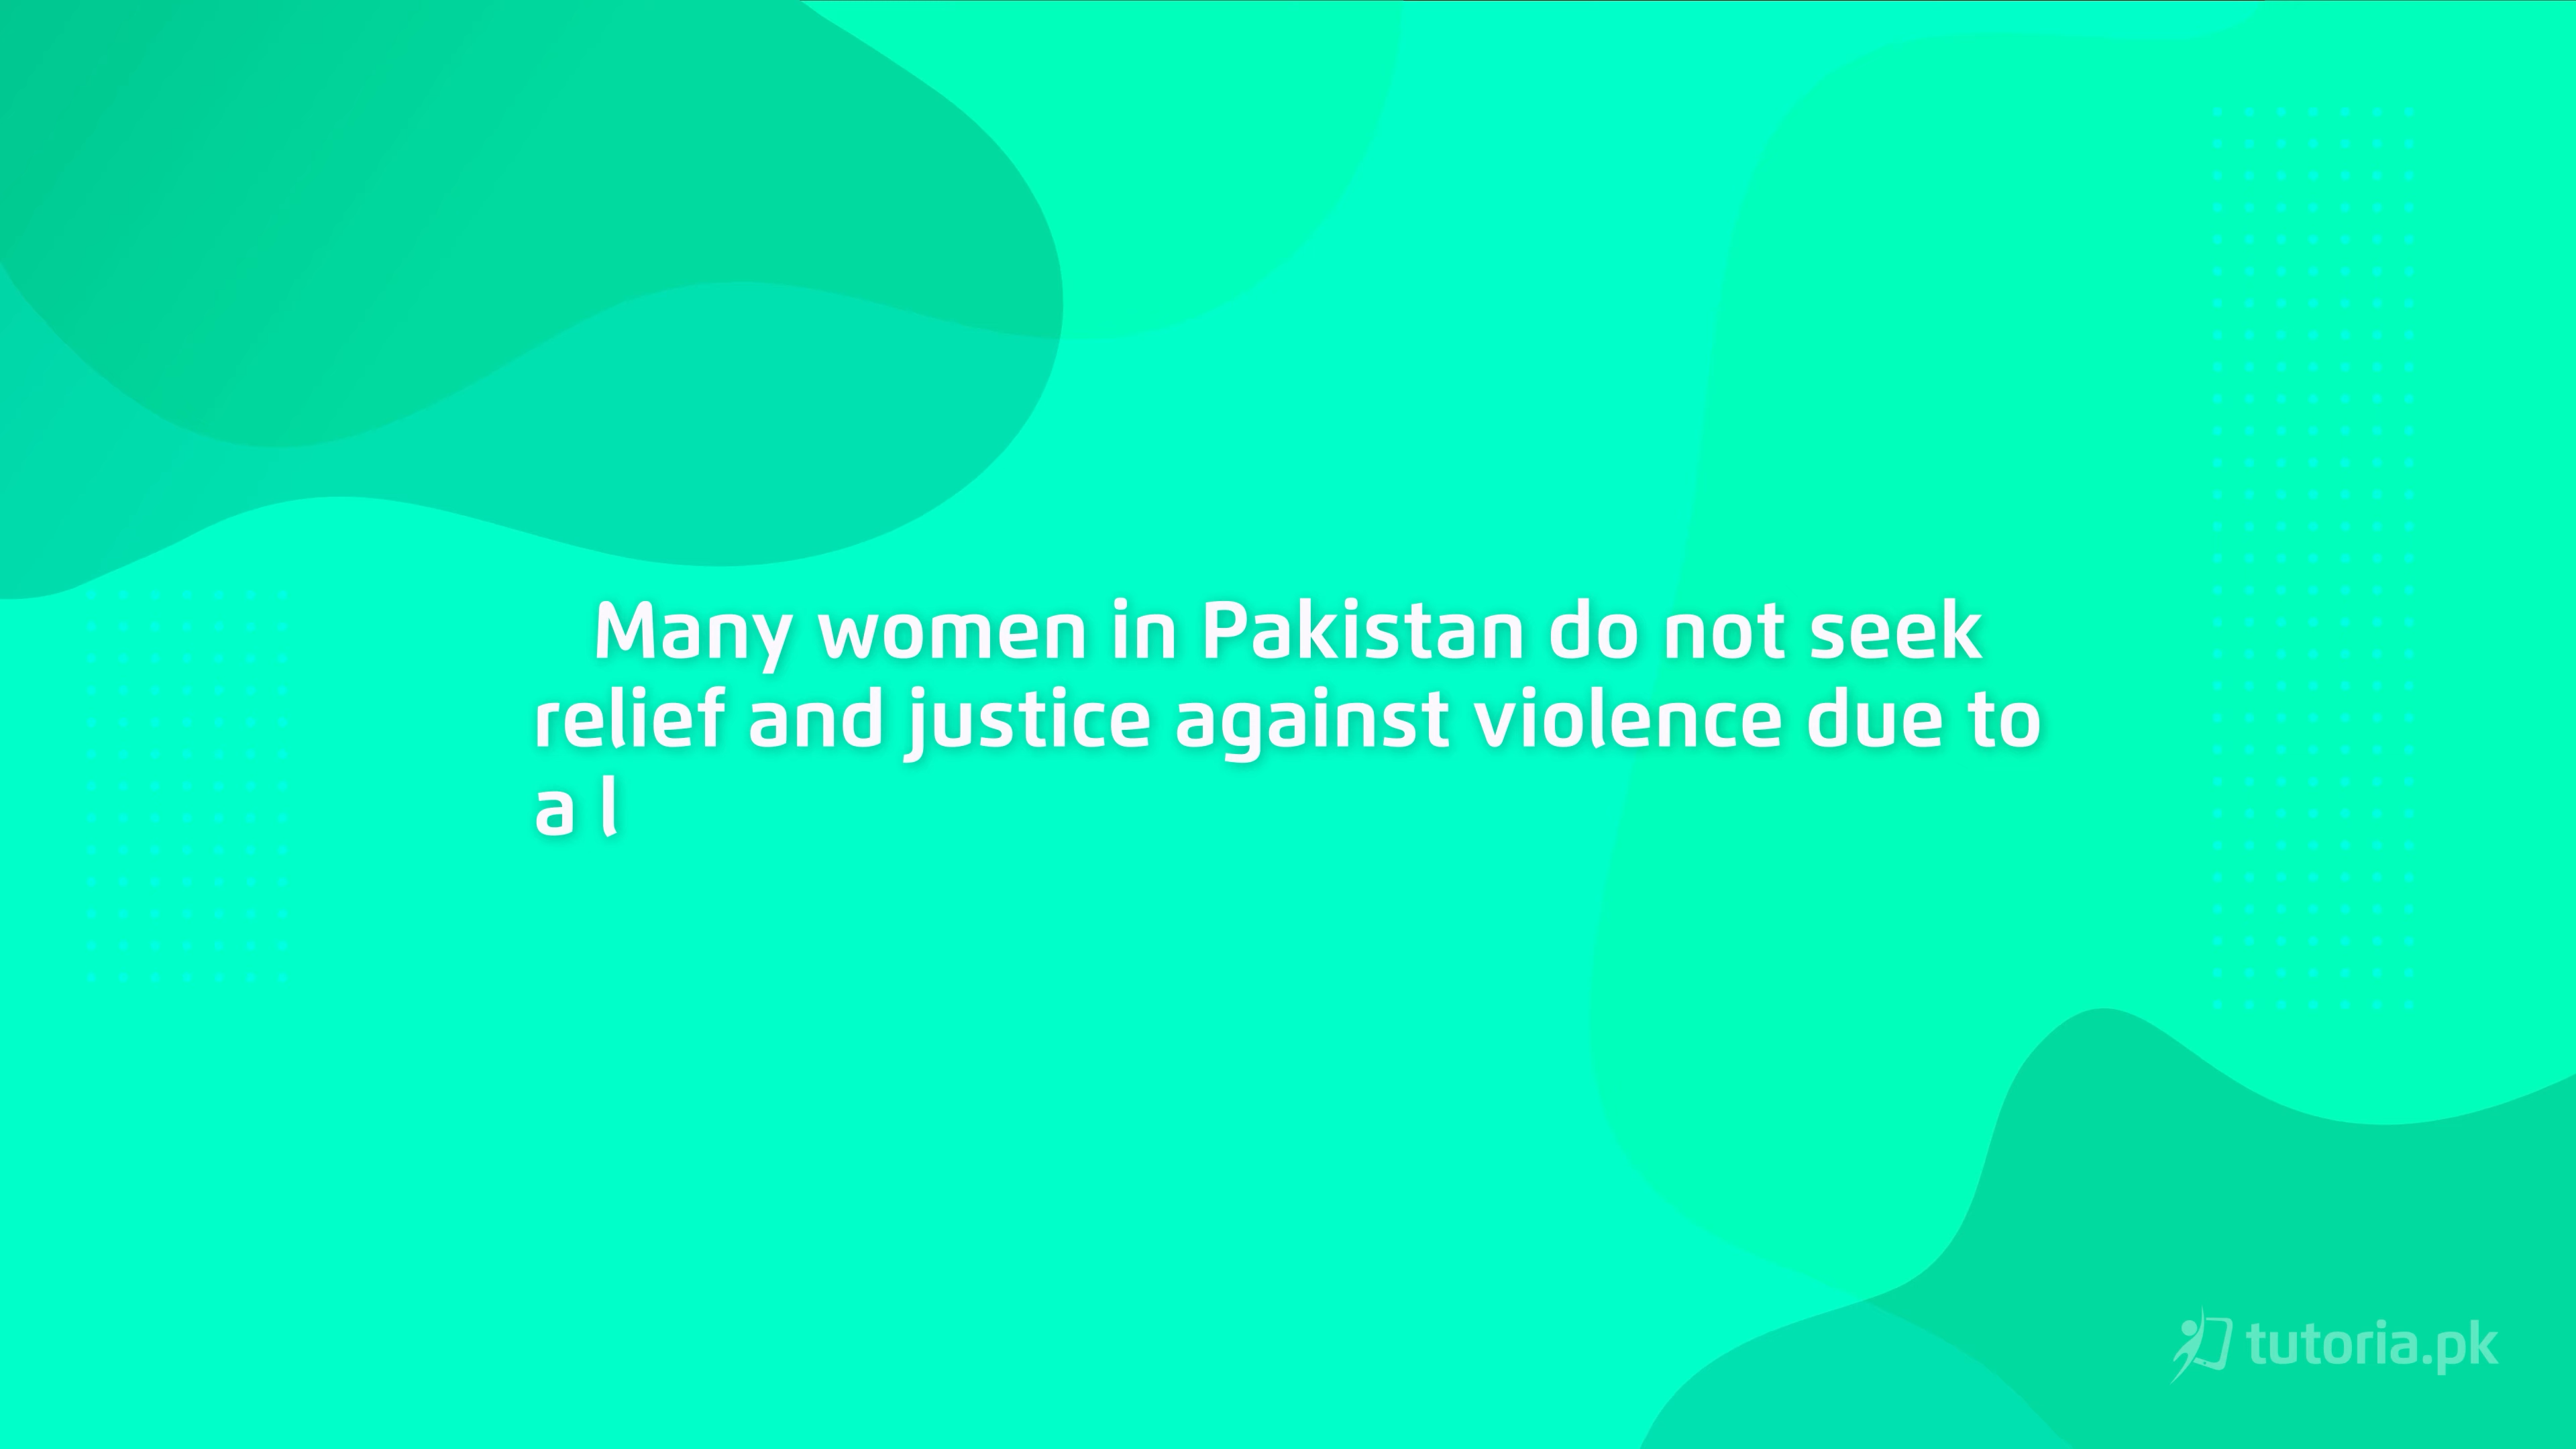 Many women in Pakistan do not seek
relief and justice against violence due to
a l
tutoria.pk